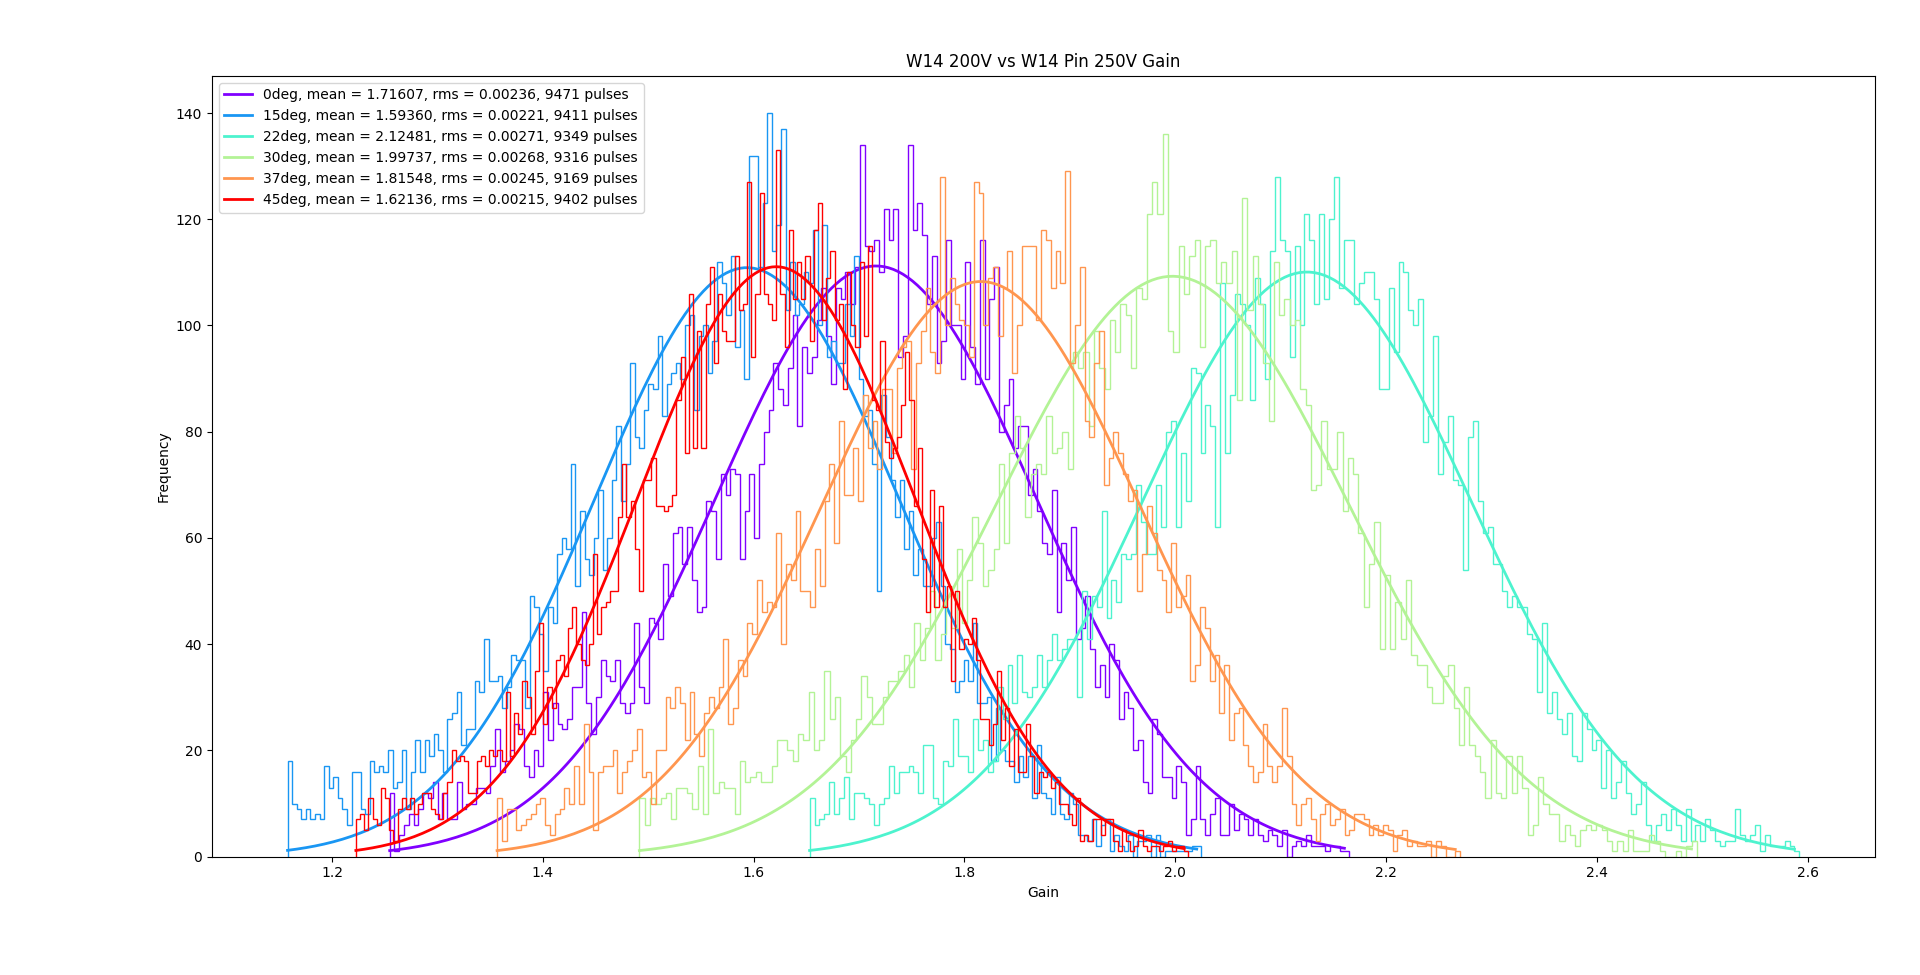 W14 200V vs W14 Pin 250V Gain
0deg, mean = 1.71607, rms = 0.00236, 9471 pulses
15deg, mean = 1.59360, rms = 0.00221, 9411 pulses
22deg, mean = 2.12481, rms = 0.00271, 9349 pulses
30deg, mean = 1.99737, rms = 0.00268, 9316 pulses
37deg, mean = 1.81548, rms = 0.00245, 9169 pulses
45deg, mean = 1.62136, rms = 0.00215, 9402 pulses
140
120
100
80
60
40
20
0
Frequency
1.2 1.4 1.6 1.8 2.0 2.2 2.4 2.6
Gain